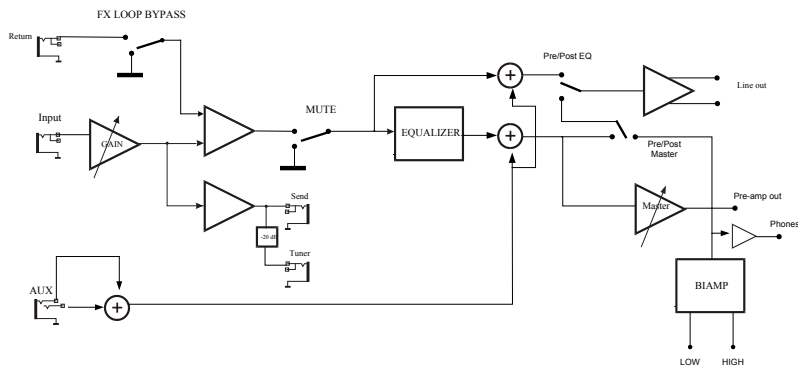 FX LOOP BYPASS
Return
Pre/Post EQ
Line out
Input
MUTE
GAIN
EQUALIZER
Pre/Post
Master
Send
Master
Pre-amp out
Phones
-20 dB
Tuner
AUX
BIAMP
LOW
HIGH